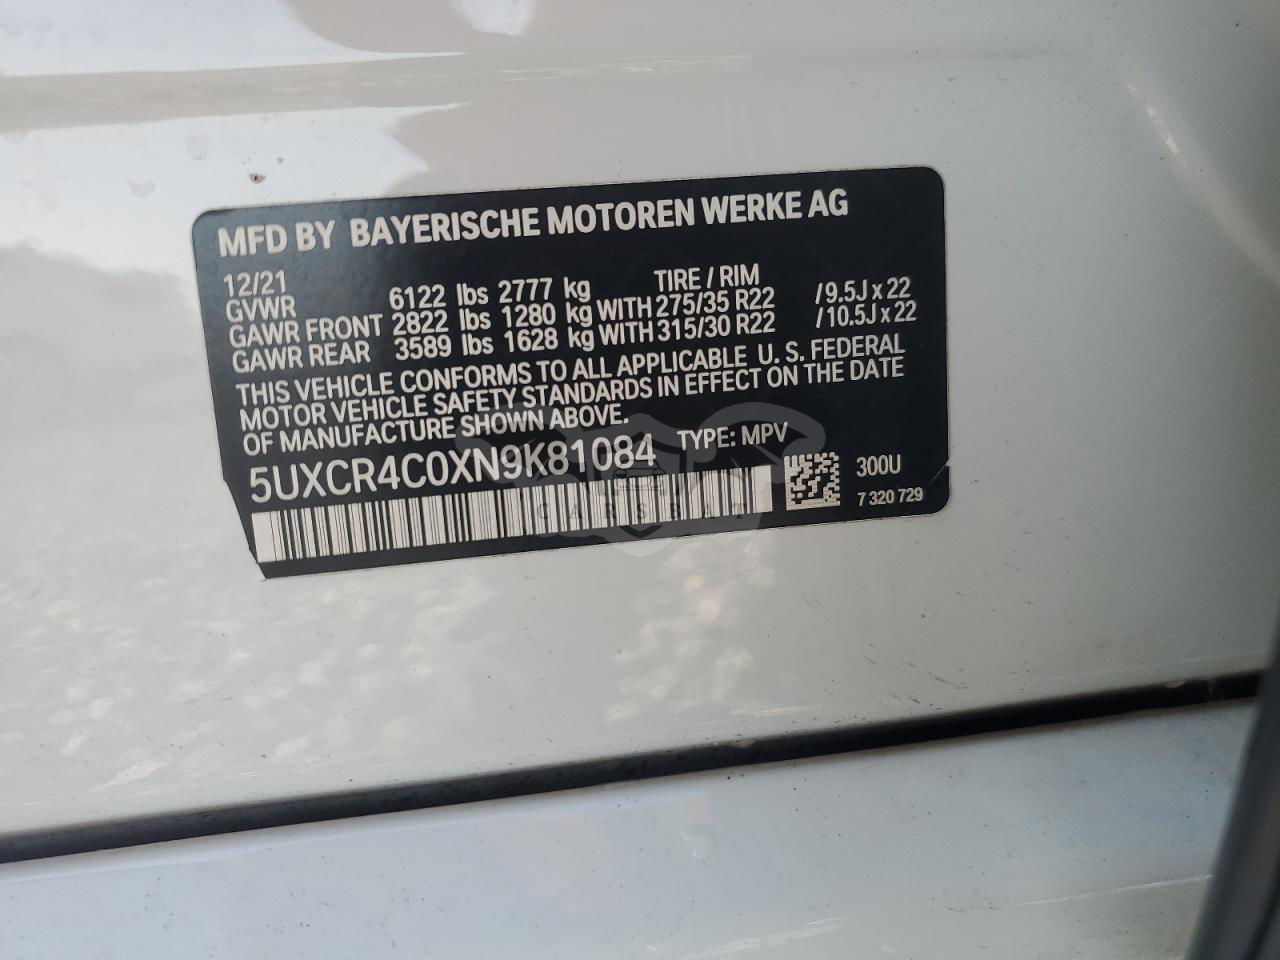 MFD BY BAYERISCHE MOTOREN WERKE AG
12/21 TIRE / RIM
GVWR 6122 lbs 2777 kg
GAWR FRONT 2822 lbs 1280 kg WITH 275/35 R22 /9.5J x 22
GAWR REAR 3589 lbs 1628 kg WITH 315/30 R22 /10.5J x 22
THIS VEHICLE CONFORMS TO ALL APPLICABLE U. S. FEDERAL
MOTOR VEHICLE SAFETY STANDARDS IN EFFECT ON THE DATE
OF MANUFACTURE SHOWN ABOVE.
5UXCR4C0XN9K81084 TYPE: MPV
300U
7 320 729
CARSBAT